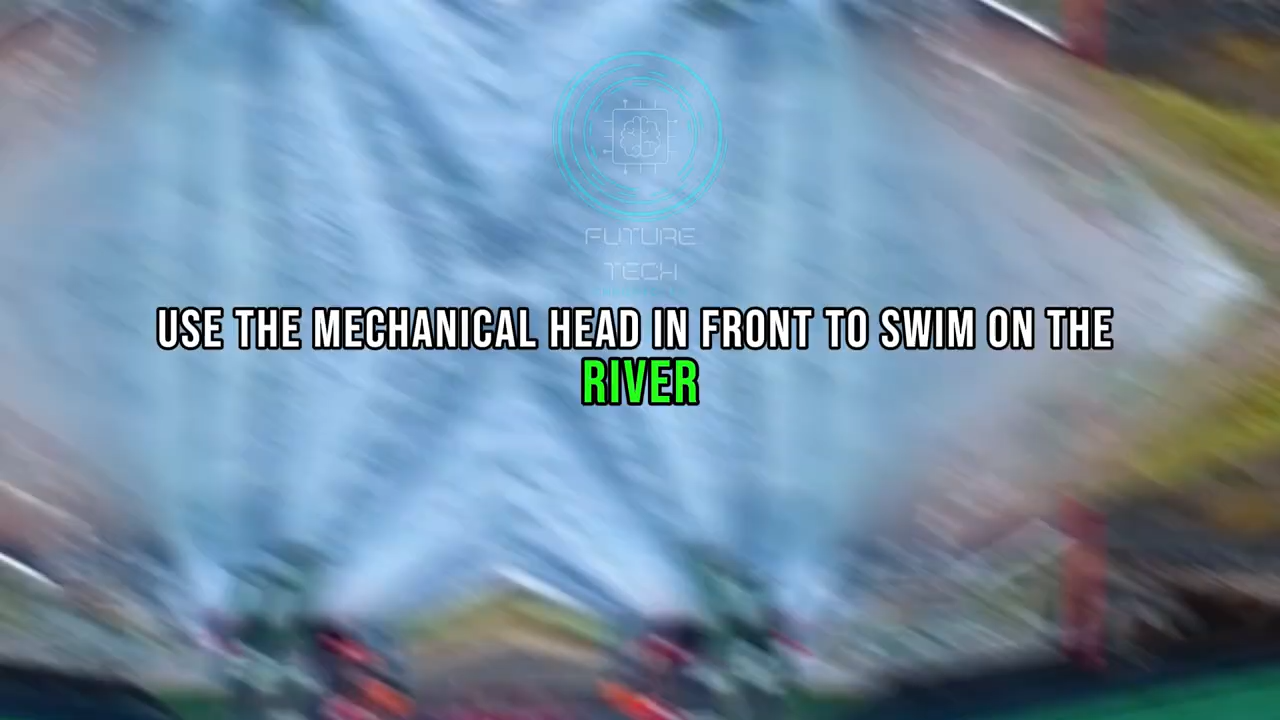 FUTURE
TECH
USE THE MECHANICAL HEAD IN FRONT TO SWIM ON THE
RIVER